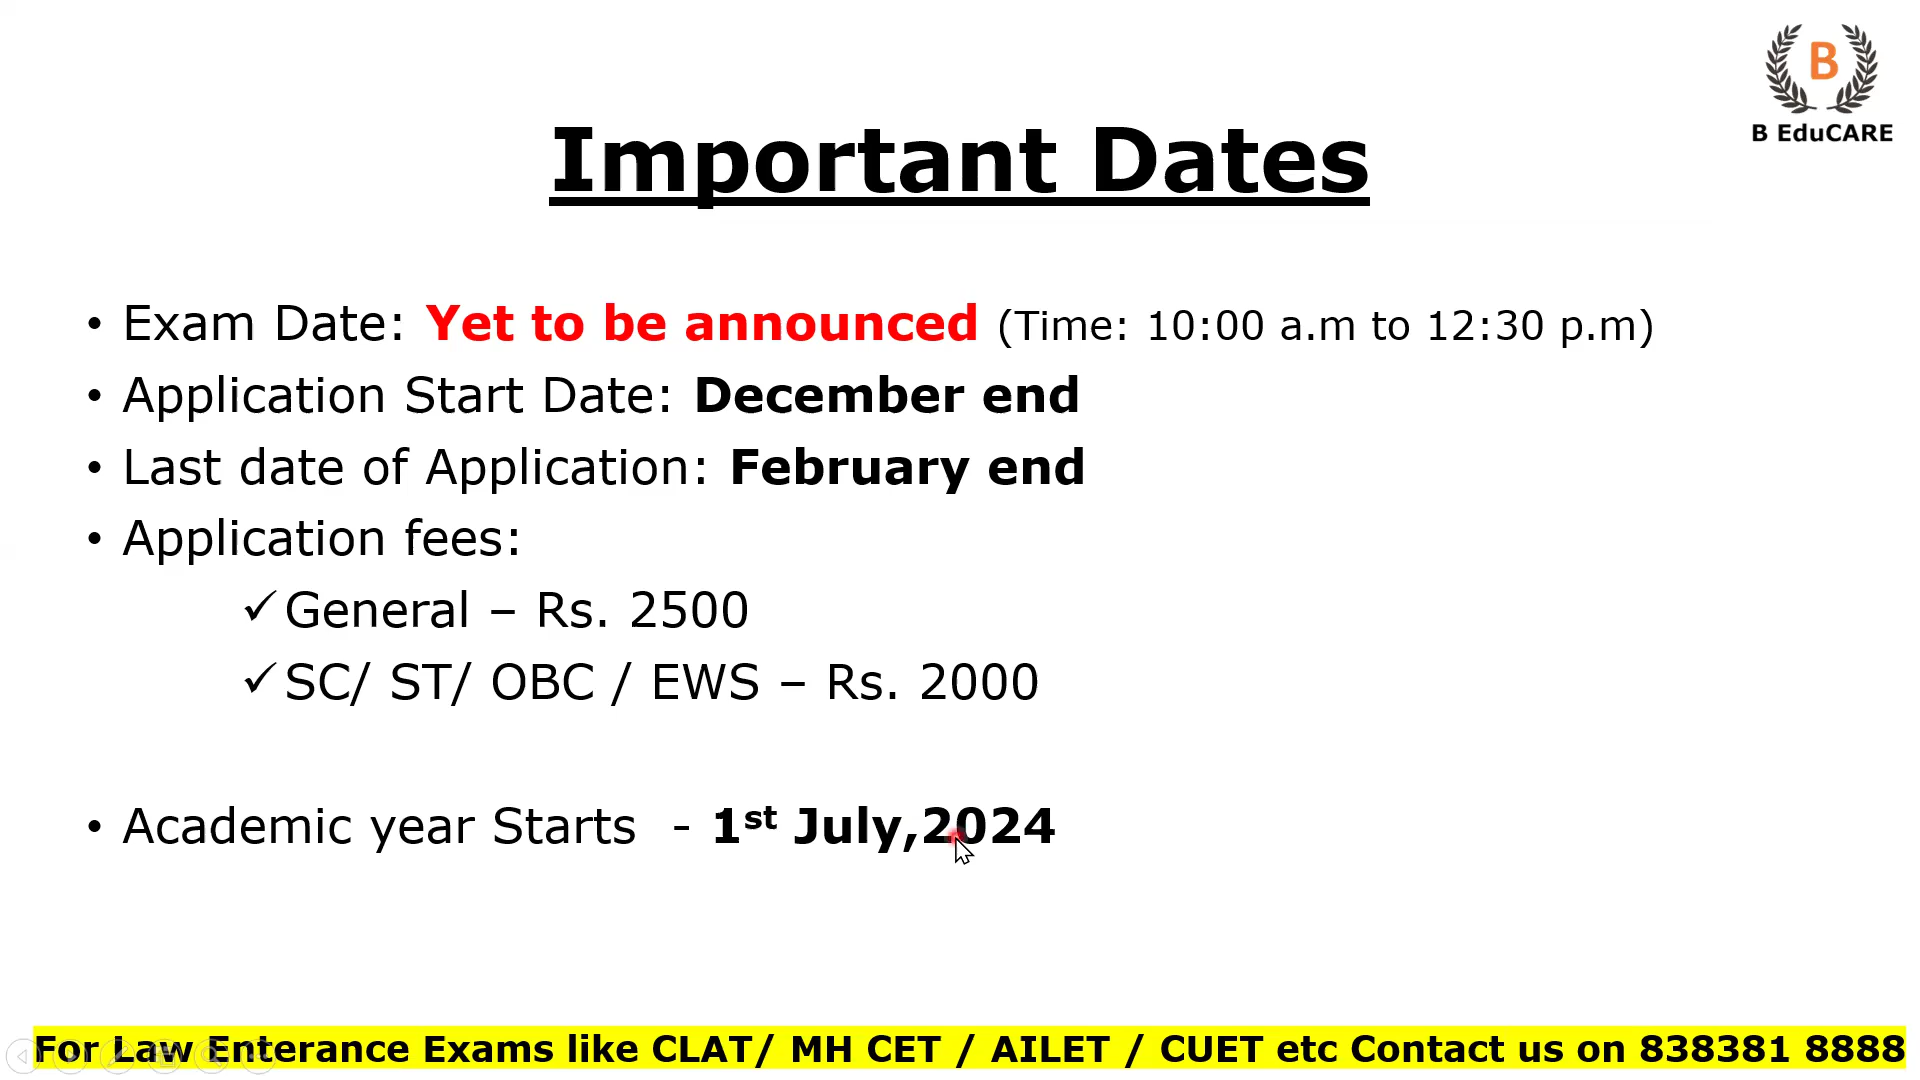 B
B EduCARE
Important Dates
• Exam Date: Yet to be announced (Time: 10:00 a.m to 12:30 p.m)
• Application Start Date: December end
• Last date of Application: February end
• Application fees:
✓ General – Rs. 2500
✓ SC/ ST/ OBC / EWS – Rs. 2000
• Academic year Starts - 1st July,2024
For Law Enterance Exams like CLAT/ MH CET / AILET / CUET etc Contact us on 838381 8888